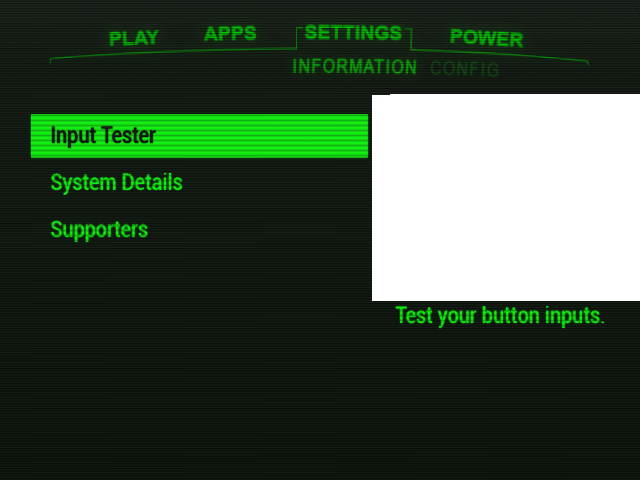 PLAY APPS SETTINGS POWER
INFORMATION CONFIG
Input Tester
System Details
Supporters
Test your button inputs.